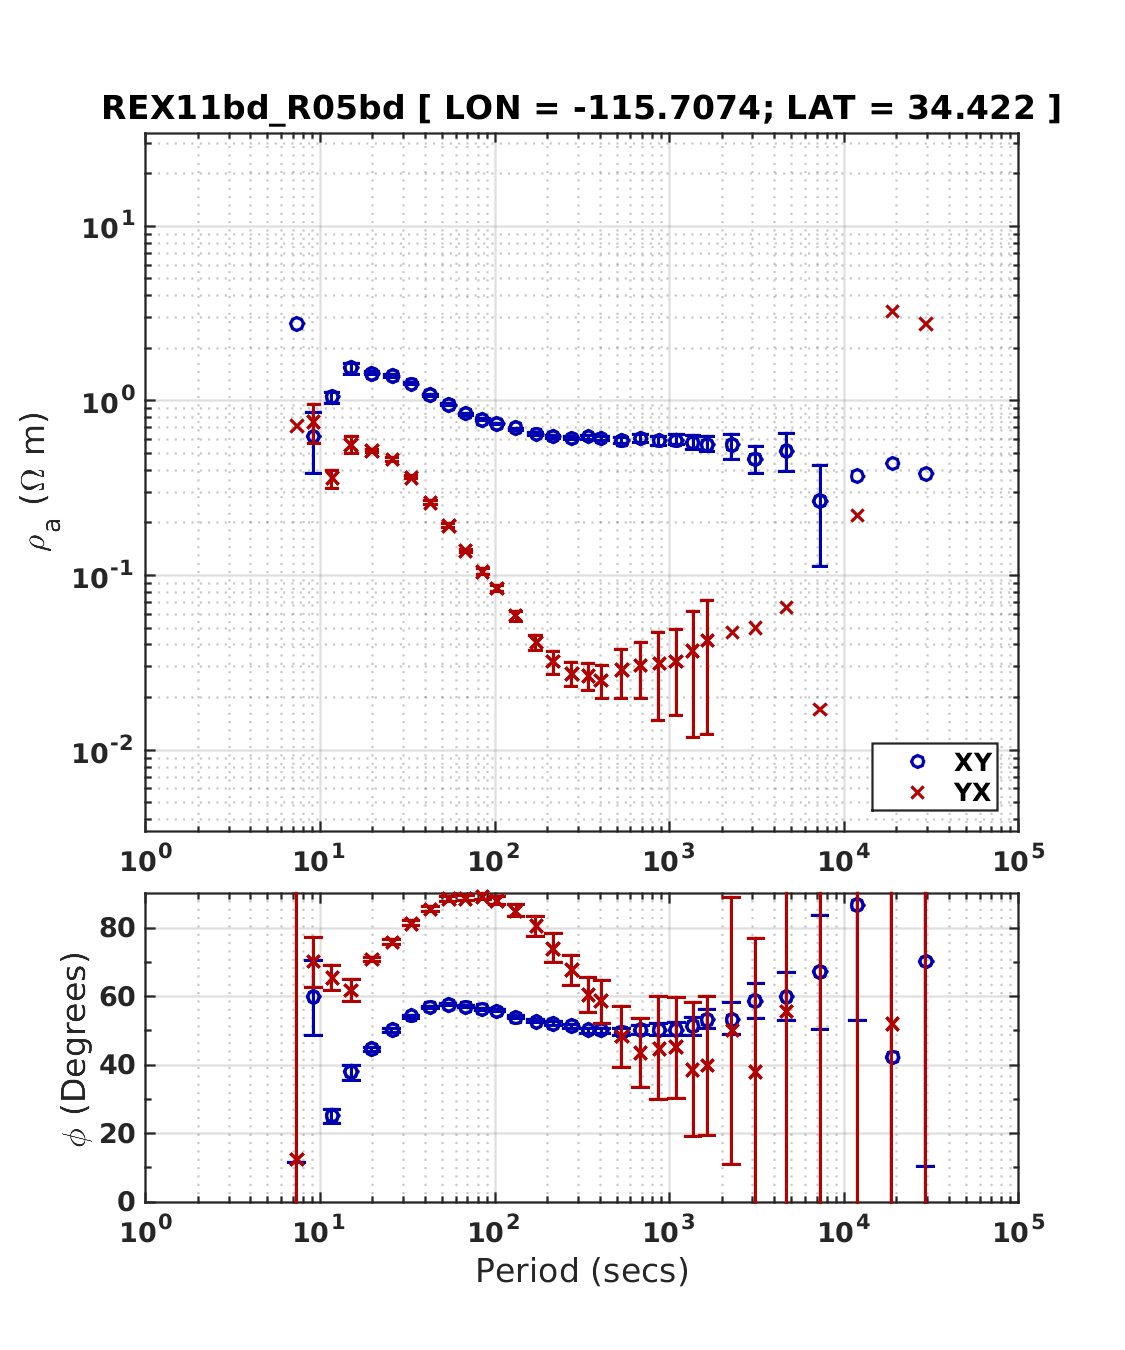 REX11bd_R05bd [ LON = -115.7074; LAT = 34.422 ]
10^1
10^0
10^-1
10^-2
ρ_a (Ω m)
XY
YX
10^0 10^1 10^2 10^3 10^4 10^5
80
60
40
20
0
ϕ (Degrees)
10^0 10^1 10^2 10^3 10^4 10^5
Period (secs)